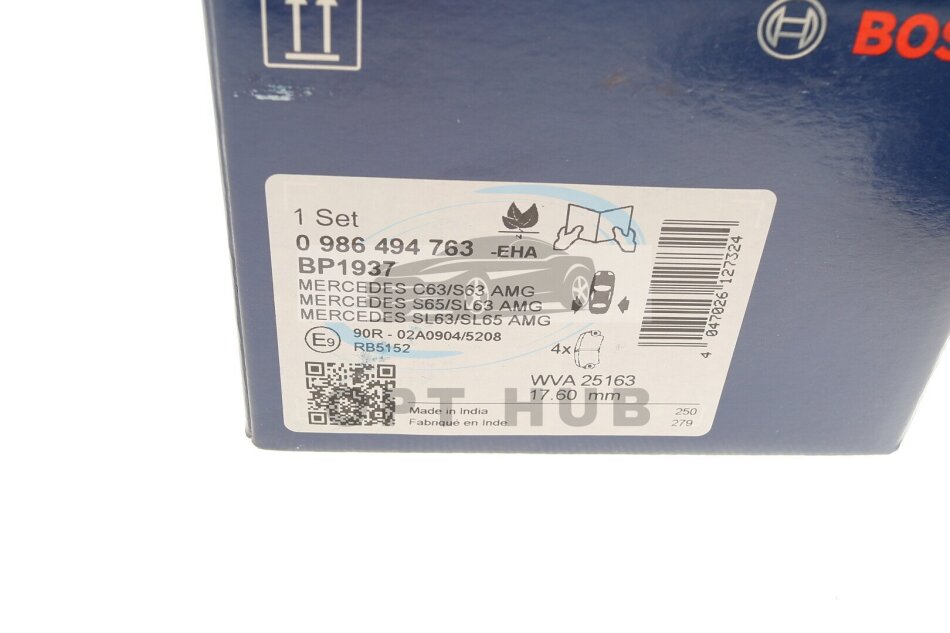 BOS
1 Set
0 986 494 763 -EHA
BP1937
MERCEDES C63/S63 AMG
MERCEDES S65/SL63 AMG
MERCEDES SL63/SL65 AMG
E9 90R - 02A0904/5208
RB5152
4x
WVA 25163
17.60 mm
Made in India
Fabriqué en Inde
250
279
4 047026 127324
OPT HUB